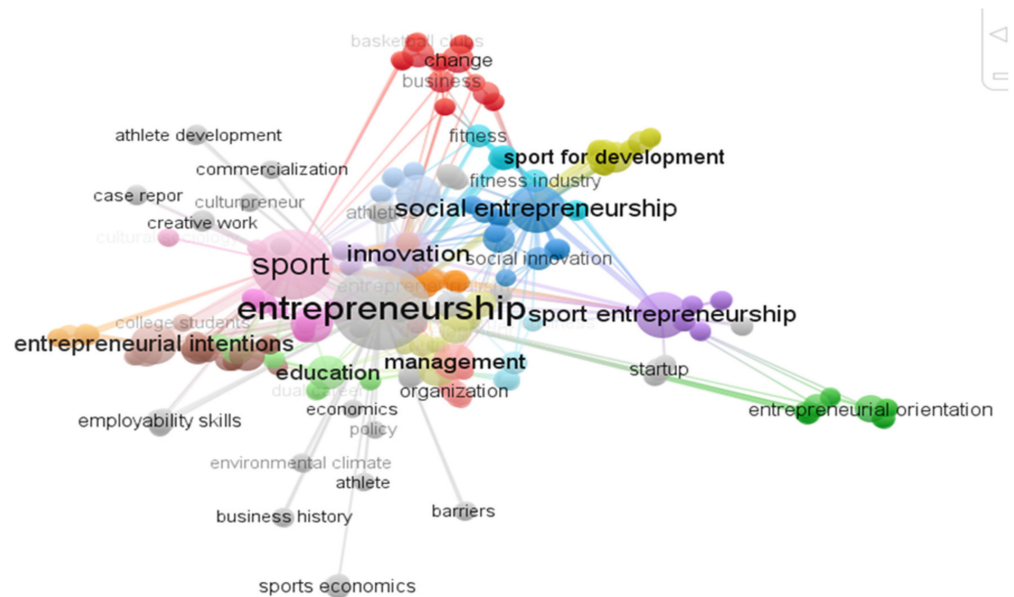 basketball clubs
change
business
athlete development
fitness
sport for development
commercialization
fitness industry
case repor
culturpreneur
athlet
social entrepreneurship
creative work
innovation
social innovation
sport
entrepreneurship
sport entrepreneurship
college students
entrepreneurial intentions
management
startup
education
organization
dual career
economics
entrepreneurial orientation
employability skills
policy
environmental climate
athlete
business history
barriers
sports economics